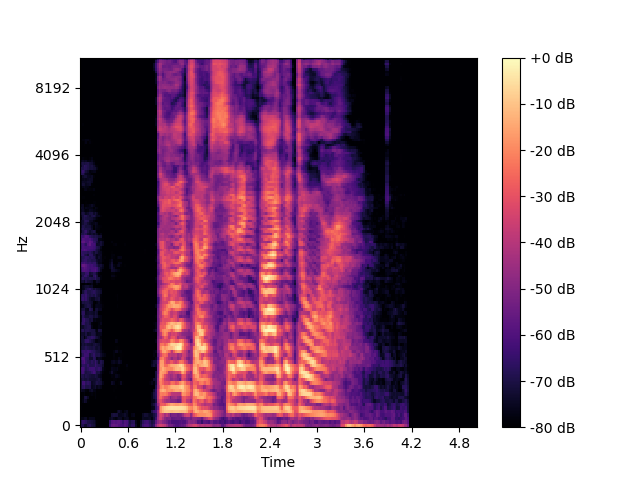 8192
4096
2048
1024
512
0
Hz
0 0.6 1.2 1.8 2.4 3 3.6 4.2 4.8
Time
+0 dB
-10 dB
-20 dB
-30 dB
-40 dB
-50 dB
-60 dB
-70 dB
-80 dB